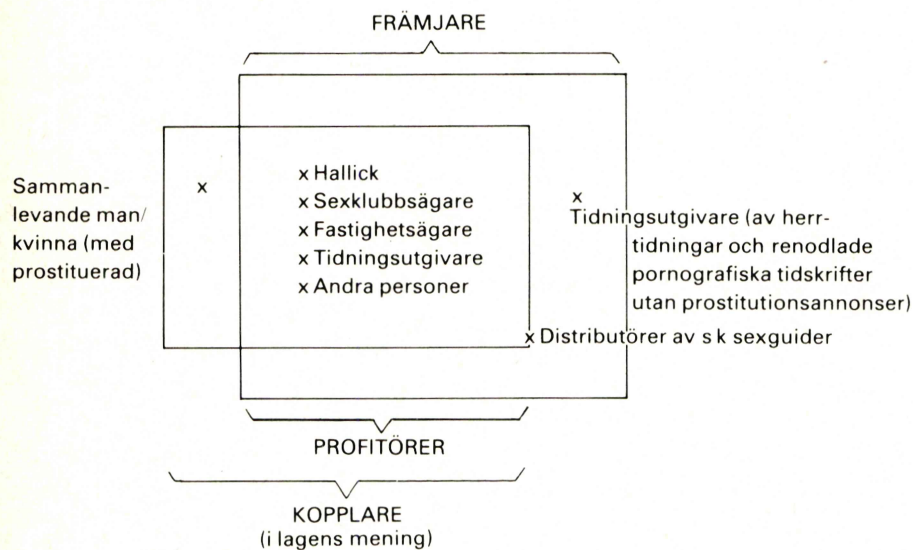 FRÄMJARE
Samman-
levande man/
kvinna (med
prostituerad)
x
x Hallick
x Sexklubbsägare
x Fastighetsägare
x Tidningsutgivare
x Andra personer
x
Tidningsutgivare (av herr-
tidningar och renodlade
pornografiska tidskrifter
utan prostitutionsannonser)
x Distributörer av s k sexguider
PROFITÖRER
KOPPLARE
(i lagens mening)